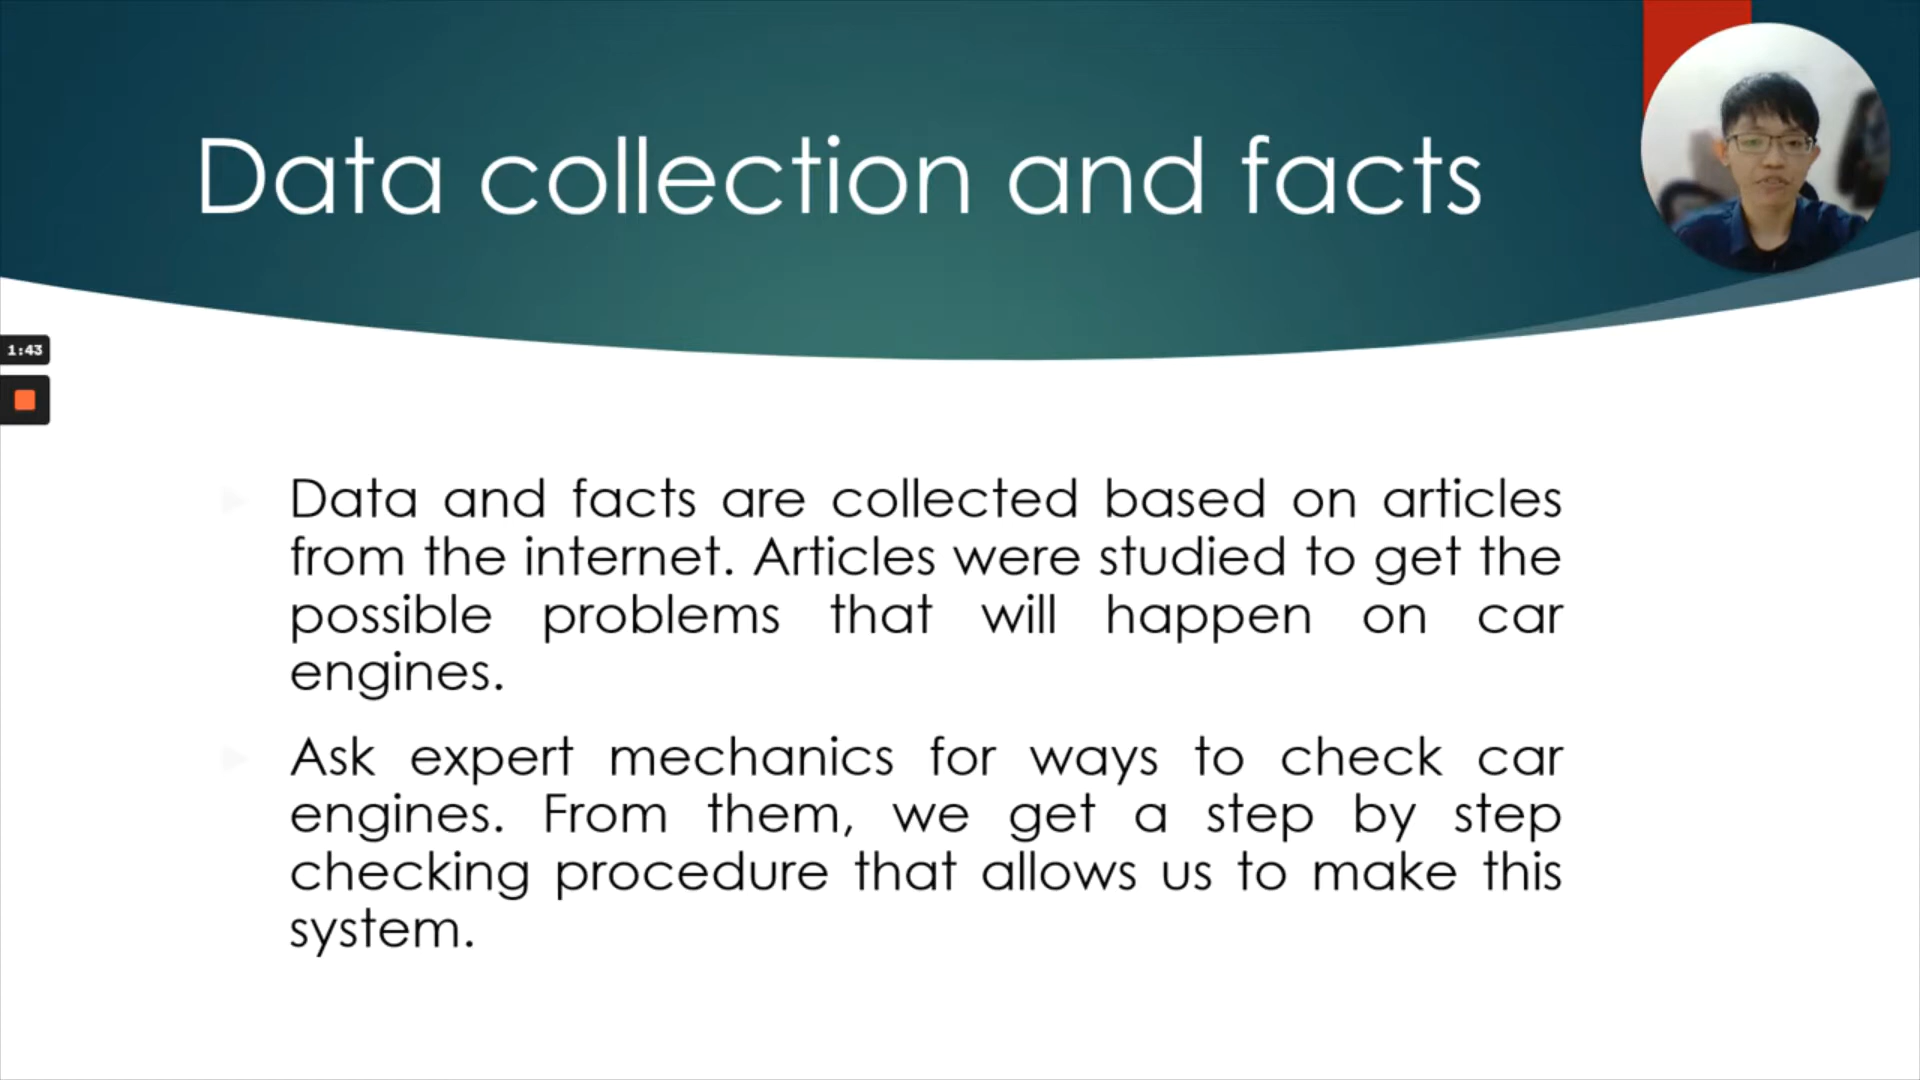 Data collection and facts
1:43
Data and facts are collected based on articles
from the internet. Articles were studied to get the
possible problems that will happen on car
engines.
Ask expert mechanics for ways to check car
engines. From them, we get a step by step
checking procedure that allows us to make this
system.